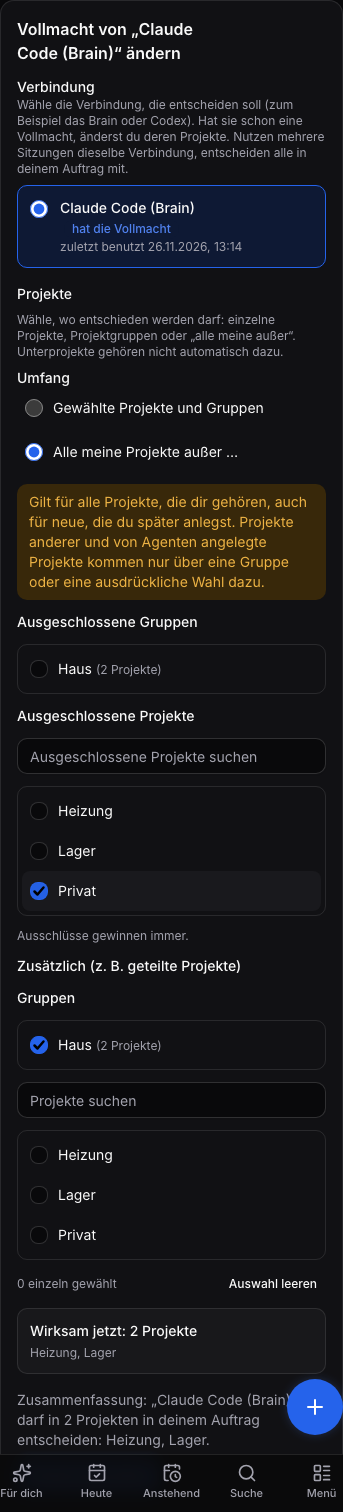 Vollmacht von „Claude
Code (Brain)“ ändern
Verbindung
Wähle die Verbindung, die entscheiden soll (zum
Beispiel das Brain oder Codex). Hat sie schon eine
Vollmacht, änderst du deren Projekte. Nutzen mehrere
Sitzungen dieselbe Verbindung, entscheiden alle in
deinem Auftrag mit.
Claude Code (Brain)
hat die Vollmacht
zuletzt benutzt 26.11.2026, 13:14
Projekte
Wähle, wo entschieden werden darf: einzelne
Projekte, Projektgruppen oder „alle meine außer“.
Unterprojekte gehören nicht automatisch dazu.
Umfang
Gewählte Projekte und Gruppen
Alle meine Projekte außer ...
Gilt für alle Projekte, die dir gehören, auch
für neue, die du später anlegst. Projekte
anderer und von Agenten angelegte
Projekte kommen nur über eine Gruppe
oder eine ausdrückliche Wahl dazu.
Ausgeschlossene Gruppen
Haus (2 Projekte)
Ausgeschlossene Projekte
Ausgeschlossene Projekte suchen
Heizung
Lager
Privat
Ausschlüsse gewinnen immer.
Zusätzlich (z. B. geteilte Projekte)
Gruppen
Haus (2 Projekte)
Projekte suchen
Heizung
Lager
Privat
0 einzeln gewählt Auswahl leeren
Wirksam jetzt: 2 Projekte
Heizung, Lager
Zusammenfassung: „Claude Code (Brain)
darf in 2 Projekten in deinem Auftrag
entscheiden: Heizung, Lager.
Für dich Heute Anstehend Suche Menü